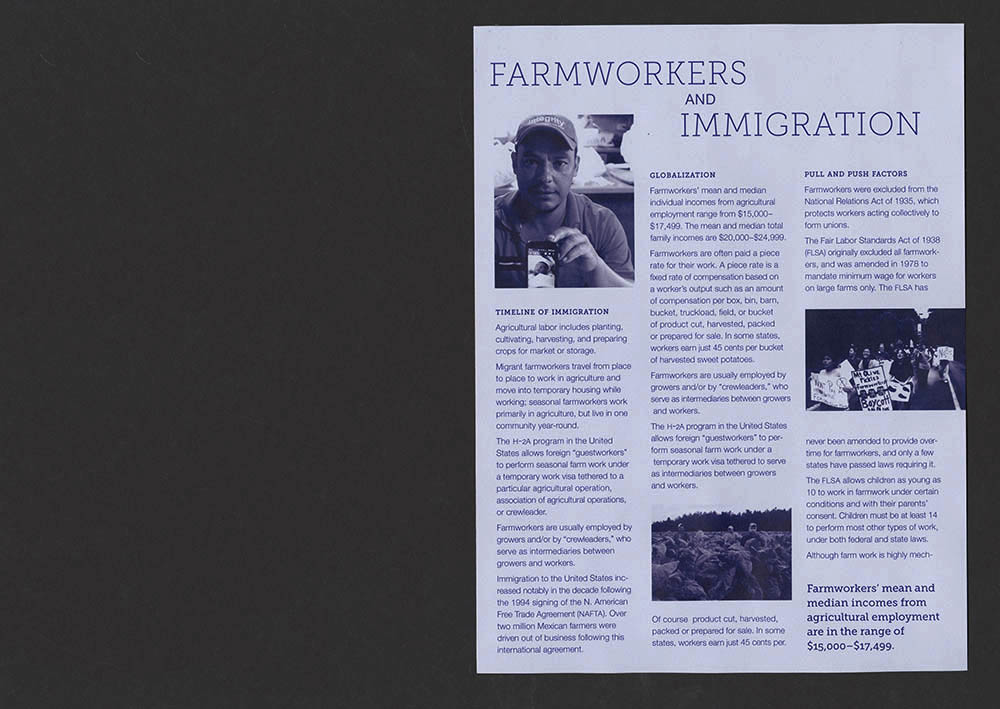 FARMWORKERS
AND
IMMIGRATION
integrity
TIMELINE OF IMMIGRATION
Agricultural labor includes planting,
cultivating, harvesting, and preparing
crops for market or storage.
Migrant farmworkers travel from place
to place to work in agriculture and
move into temporary housing while
working; seasonal farmworkers work
primarily in agriculture, but live in one
community year-round.
The H-2A program in the United
States allows foreign “guestworkers”
to perform seasonal farm work under
a temporary work visa tethered to a
particular agricultural operation,
association of agricultural operations,
or crewleader.
Farmworkers are usually employed by
growers and/or by “crewleaders,” who
serve as intermediaries between
growers and workers.
Immigration to the United States inc-
reased notably in the decade following
the 1994 signing of the N. American
Free Trade Agreement (NAFTA). Over
two million Mexican farmers were
driven out of business following this
international agreement.
GLOBALIZATION
Farmworkers’ mean and median
individual incomes from agricultural
employment range from $15,000–
$17,499. The mean and median total
family incomes are $20,000–$24,999.
Farmworkers are often paid a piece
rate for their work. A piece rate is a
fixed rate of compensation based on
a worker’s output such as an amount
of compensation per box, bin, barn,
bucket, truckload, field, or bucket
of product cut, harvested, packed
or prepared for sale. In some states,
workers earn just 45 cents per bucket
of harvested sweet potatoes.
Farmworkers are usually employed by
growers and/or by “crewleaders,” who
serve as intermediaries between growers
and workers.
The H-2A program in the United States
allows foreign “guestworkers” to per-
form seasonal farm work under a
temporary work visa tethered to serve
as intermediaries between growers
and workers.
Of course product cut, harvested,
packed or prepared for sale. In some
states, workers earn just 45 cents per.
PULL AND PUSH FACTORS
Farmworkers were excluded from the
National Relations Act of 1935, which
protects workers acting collectively to
form unions.
The Fair Labor Standards Act of 1938
(FLSA) originally excluded all farmwork-
ers, and was amended in 1978 to
mandate minimum wage for workers
on large farms only. The FLSA has
Mt Olive
Pickles
Farmworkers
Boycott
never been amended to provide over-
time for farmworkers, and only a few
states have passed laws requiring it.
The FLSA allows children as young as
10 to work in farmwork under certain
conditions and with their parents’
consent. Children must be at least 14
to perform most other types of work,
under both federal and state laws.
Although farm work is highly mech-
Farmworkers’ mean and
median incomes from
agricultural employment
are in the range of
$15,000–$17,499.